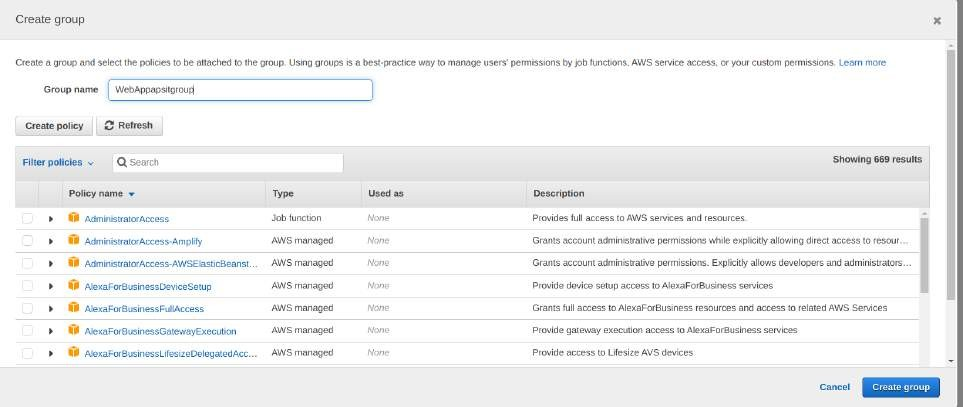 Create group
Create a group and select the policies to be attached to the group. Using groups is a best-practice way to manage users' permissions by job functions, AWS service access, or your custom permissions. Learn more
Group name WebAppapsitgroup
Create policy Refresh
Filter policies Search Showing 669 results
Policy name Type Used as Description
AdministratorAccess Job function None Provides full access to AWS services and resources.
AdministratorAccess-Amplify AWS managed None Grants account administrative permissions while explicitly allowing direct access to resour...
AdministratorAccess-AWSElasticBeanst... AWS managed None Grants account administrative permissions. Explicitly allows developers and administrators...
AlexaForBusinessDeviceSetup AWS managed None Provide device setup access to AlexaForBusiness services
AlexaForBusinessFullAccess AWS managed None Grants full access to AlexaForBusiness resources and access to related AWS Services
AlexaForBusinessGatewayExecution AWS managed None Provide gateway execution access to AlexaForBusiness services
AlexaForBusinessLifesizeDelegatedAcc... AWS managed None Provide access to Lifesize AVS devices
Cancel Create group